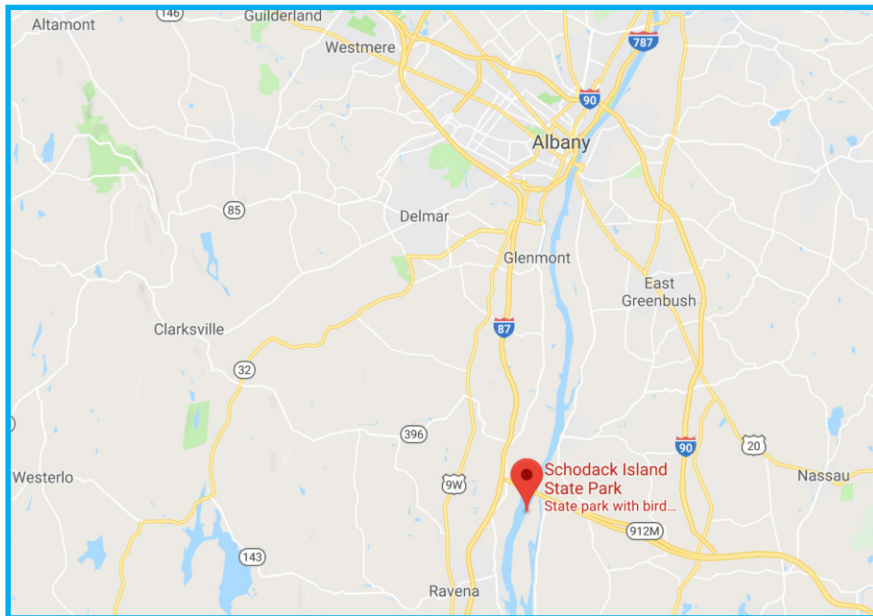 146
Guilderland
Altamont
Westmere
787
90
Albany
85
Delmar
Glenmont
East
Greenbush
Clarksville
87
32
396
20
90
Westerlo
9W
Schodack Island
State Park
State park with bird...
Nassau
912M
143
Ravena